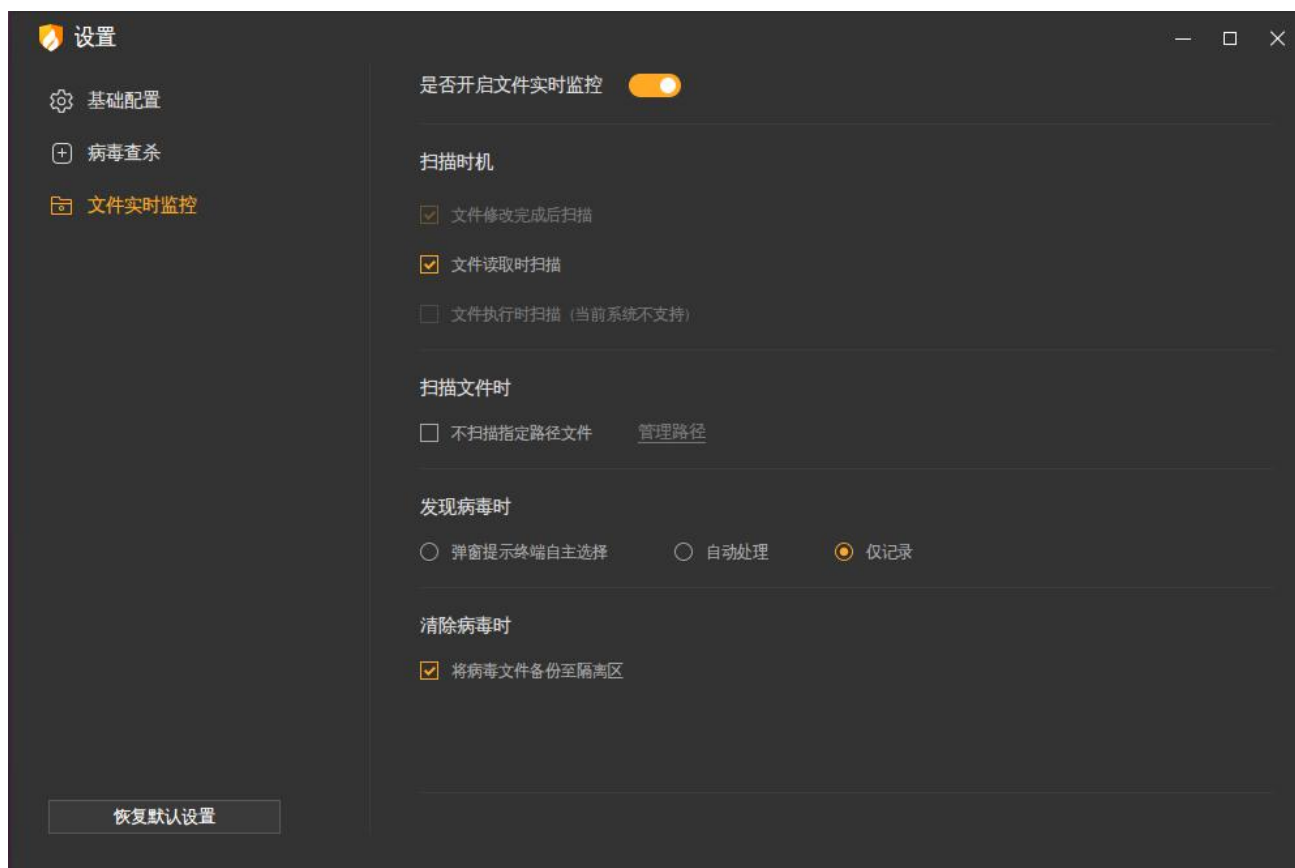 设置
基础配置
病毒查杀
文件实时监控
恢复默认设置
是否开启文件实时监控
扫描时机
文件修改完成后扫描
文件读取时扫描
文件执行时扫描（当前系统不支持）
扫描文件时
不扫描指定路径文件 管理路径
发现病毒时
弹窗提示终端自主选择 自动处理 仅记录
清除病毒时
将病毒文件备份至隔离区